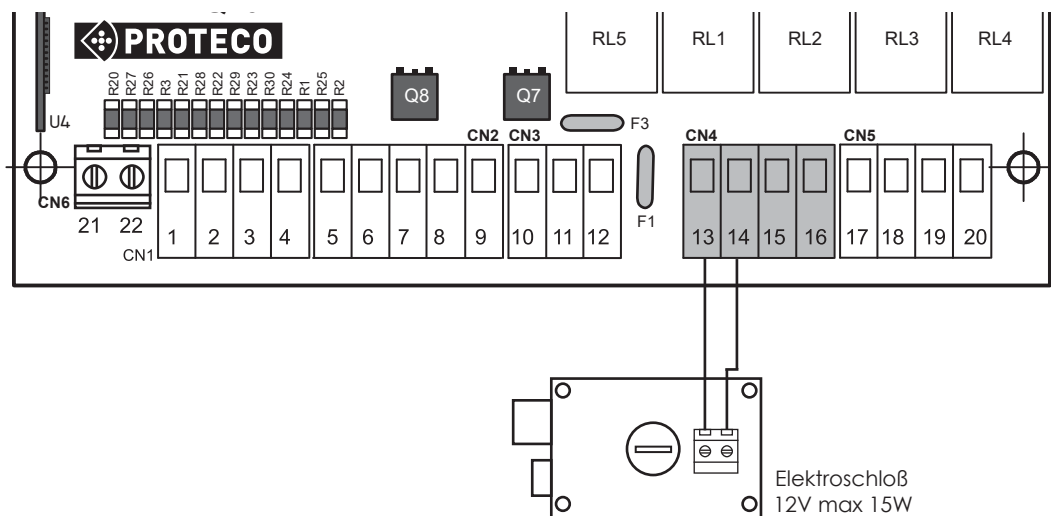 PROTECO
RL5 RL1 RL2 RL3 RL4
R20 R27 R26 R3 R21 R28 R22 R29 R23 R30 R24 R1 R25 R2
Q8 Q7
U4
F3
CN2 CN3 CN4 CN5
CN6
21 22
1 2 3 4 5 6 7 8 9 10 11 12
F1
13 14 15 16 17 18 19 20
CN1
Elektroschloß
12V max 15W